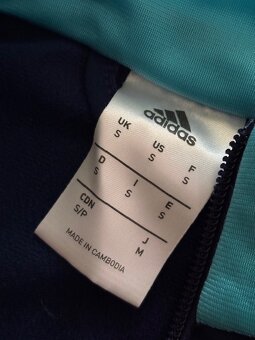 adidas
UK US F
S S S
D I E
S S S
CDN J
S/P M
MADE IN CAMBODIA